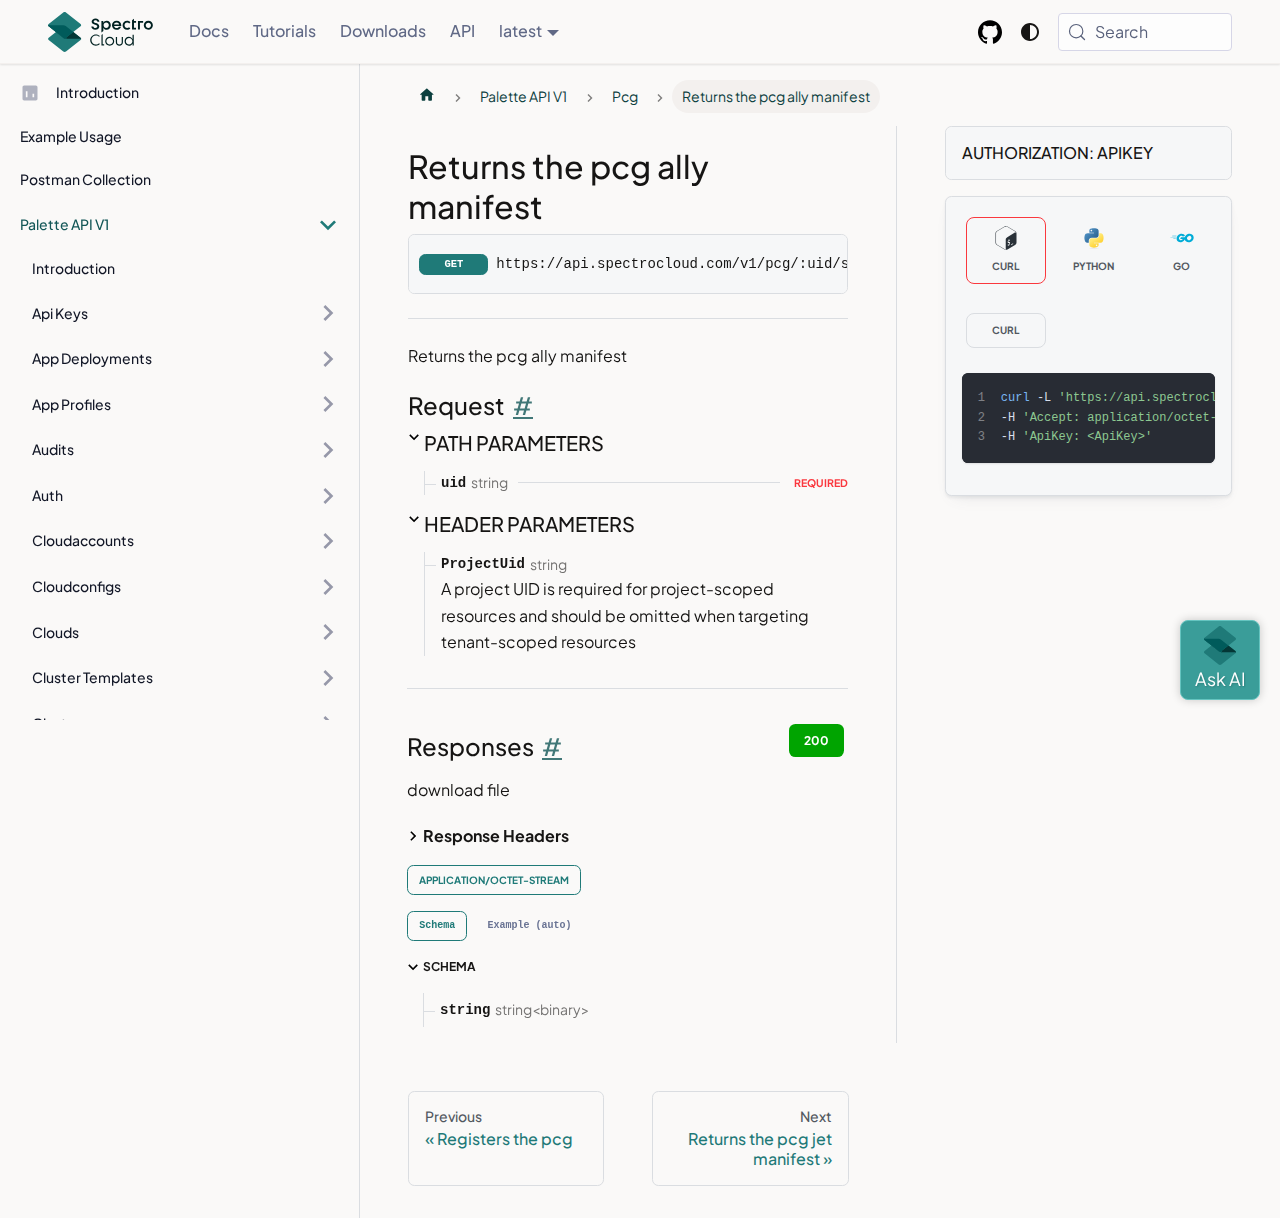 Spectro
Cloud
Docs
Tutorials
Downloads
API
latest
Search
Introduction
Example Usage
Postman Collection
Palette API V1
Introduction
Api Keys
App Deployments
App Profiles
Audits
Auth
Cloudaccounts
Cloudconfigs
Clouds
Cluster Templates
Palette API V1
Pcg
Returns the pcg ally manifest
Returns the pcg ally
manifest
GET https://api.spectrocloud.com/v1/pcg/:uid/s
Returns the pcg ally manifest
Request #
PATH PARAMETERS
uid string REQUIRED
HEADER PARAMETERS
ProjectUid string
A project UID is required for project-scoped
resources and should be omitted when targeting
tenant-scoped resources
Responses #
200
download file
Response Headers
APPLICATION/OCTET-STREAM
Schema Example (auto)
SCHEMA
string string<binary>
Previous
« Registers the pcg
Next
Returns the pcg jet
manifest »
AUTHORIZATION: APIKEY
CURL
PYTHON
GO
CURL
1 curl -L 'https://api.spectrocl
2 -H 'Accept: application/octet-
3 -H 'ApiKey: <ApiKey>'
Ask AI